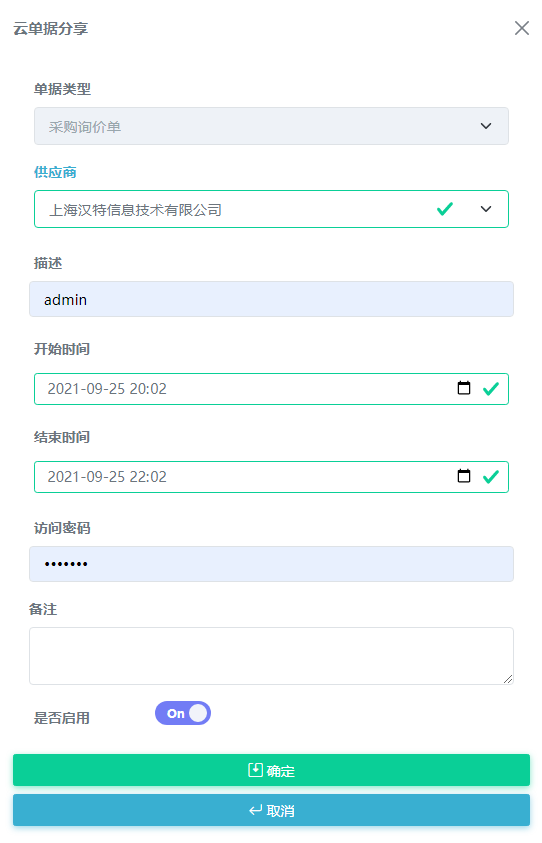 云单据分享
单据类型
采购询价单
供应商
上海汉特信息技术有限公司
描述
admin
开始时间
2021-09-25 20:02
结束时间
2021-09-25 22:02
访问密码
•••••••
备注
是否启用
On
确定
取消